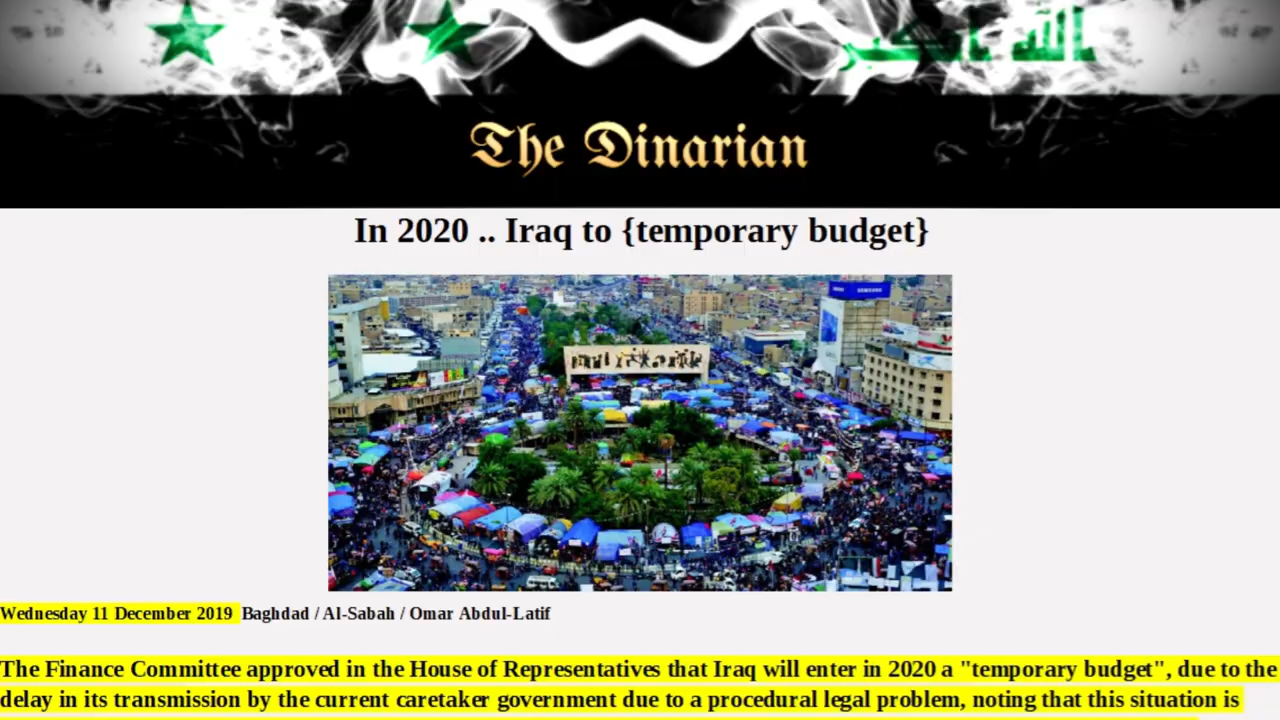 الله اكبر
The Dinarian
In 2020 .. Iraq to {temporary budget}
Wednesday 11 December 2019 Baghdad / Al-Sabah / Omar Abdul-Latif
The Finance Committee approved in the House of Representatives that Iraq will enter in 2020 a "temporary budget", due to the
delay in its transmission by the current caretaker government due to a procedural legal problem, noting that this situation is